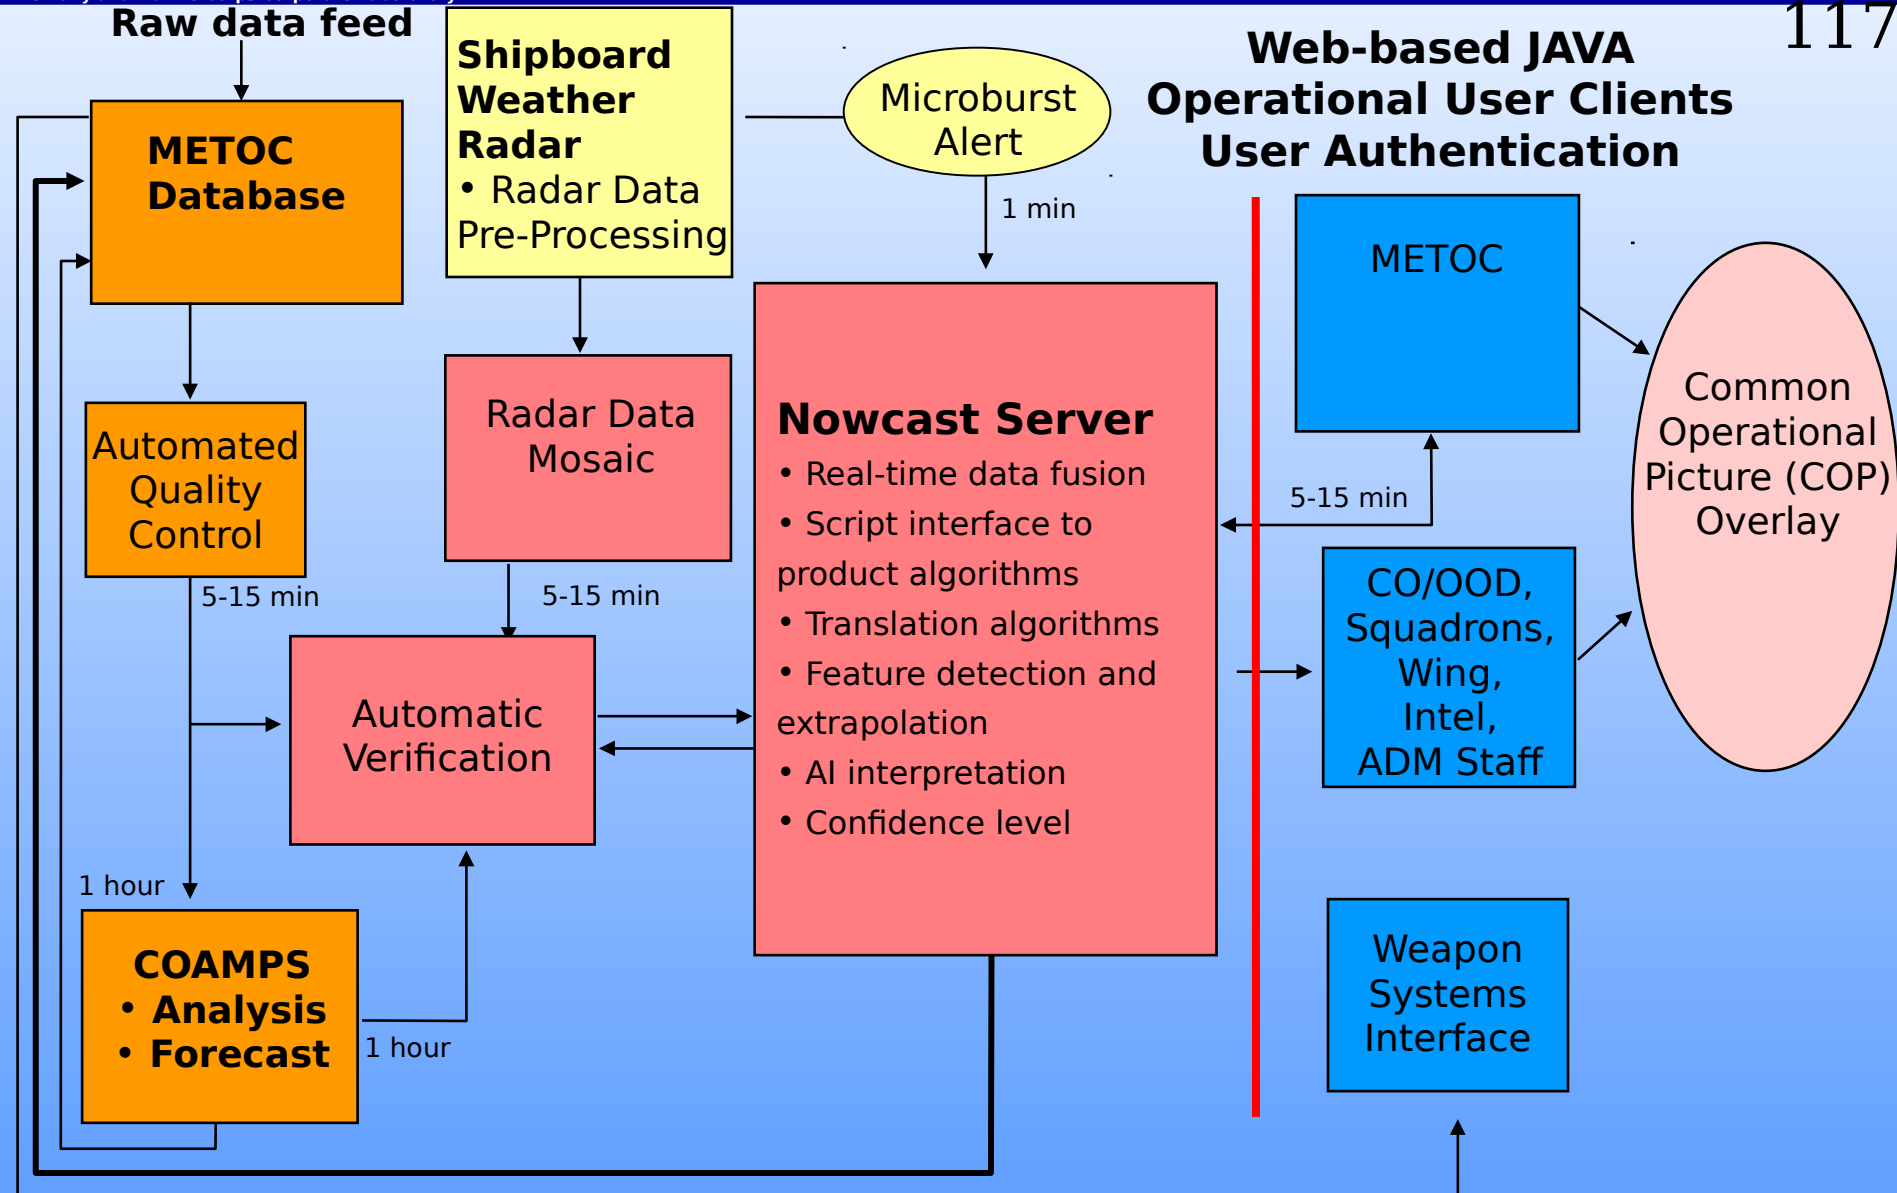 117
Raw data feed
METOC
Database
Shipboard
Weather
Radar
• Radar Data
Pre-Processing
Microburst
Alert
1 min
Web-based JAVA
Operational User Clients
User Authentication
METOC
Common
Operational
Picture (COP)
Overlay
Automated
Quality
Control
5-15 min
Radar Data
Mosaic
5-15 min
Nowcast Server
• Real-time data fusion
• Script interface to
product algorithms
• Translation algorithms
• Feature detection and
extrapolation
• AI interpretation
• Confidence level
5-15 min
CO/OOD,
Squadrons,
Wing,
Intel,
ADM Staff
Automatic
Verification
1 hour
COAMPS
• Analysis
• Forecast
1 hour
Weapon
Systems
Interface